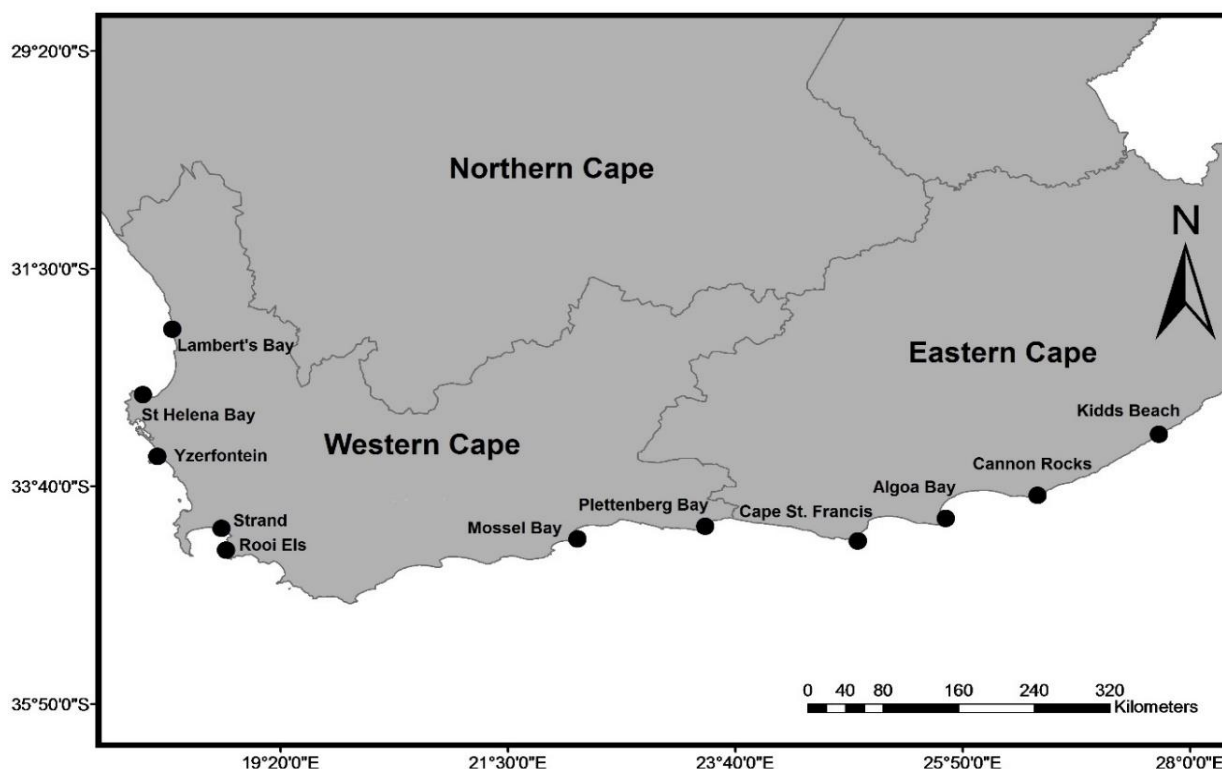 29°20'0"S
Northern Cape
N
31°30'0"S
Lambert's Bay
Eastern Cape
St Helena Bay
Kidds Beach
Western Cape
Yzerfontein
Cannon Rocks
33°40'0"S
Algoa Bay
Plettenberg Bay
Cape St. Francis
Strand
Mossel Bay
Rooi Els
0 40 80 160 240 320
Kilometers
35°50'0"S
19°20'0"E 21°30'0"E 23°40'0"E 25°50'0"E 28°0'0"E